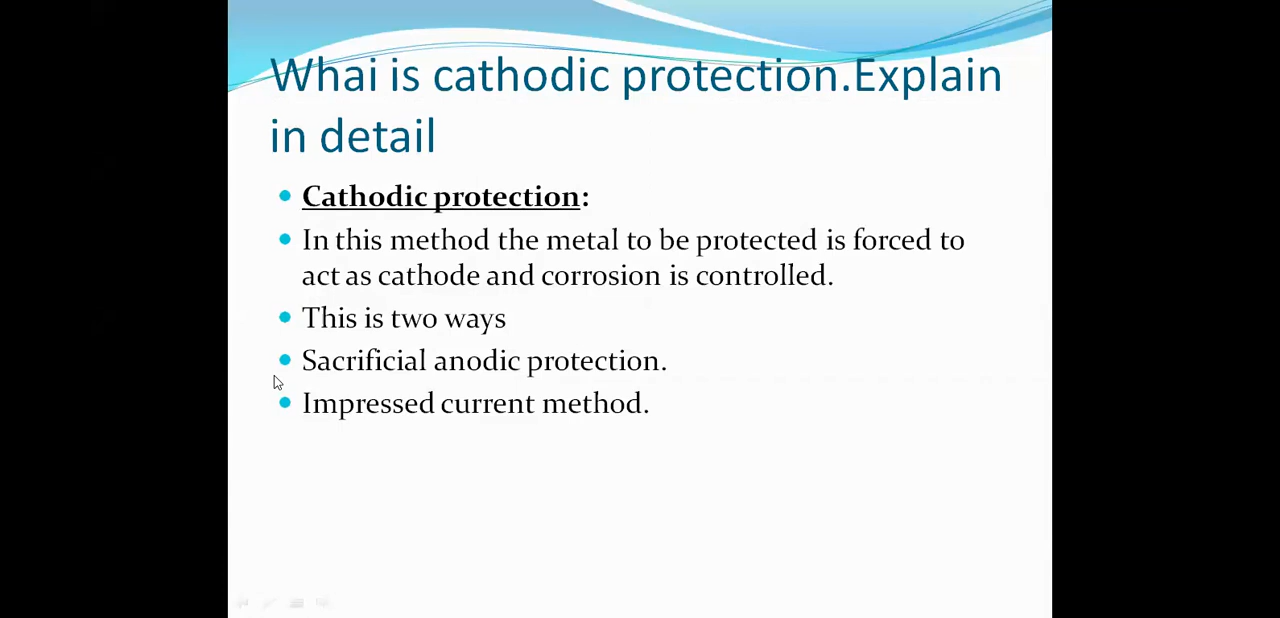 Whai is cathodic protection.Explain
in detail
Cathodic protection:
In this method the metal to be protected is forced to
act as cathode and corrosion is controlled.
This is two ways
Sacrificial anodic protection.
Impressed current method.